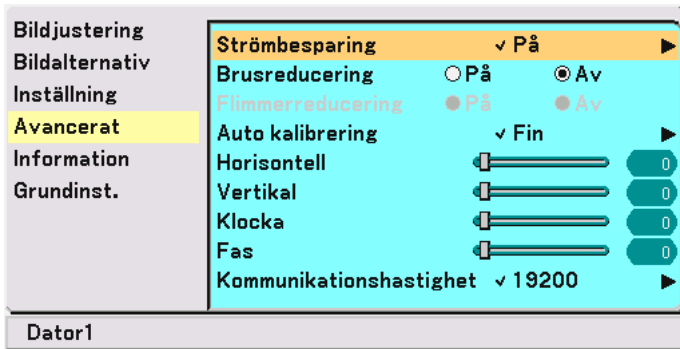 Bildjustering
Bildalternativ
Inställning
Avancerat
Information
Grundinst.
Strömbesparing ✓ På ▶
Brusreducering ○ På ◉ Av
Flimmerreducering ● På ● Av
Auto kalibrering ✓ Fin ▶
Horisontell 0
Vertikal 0
Klocka 0
Fas 0
Kommunikationshastighet ✓ 19200 ▶
Dator1